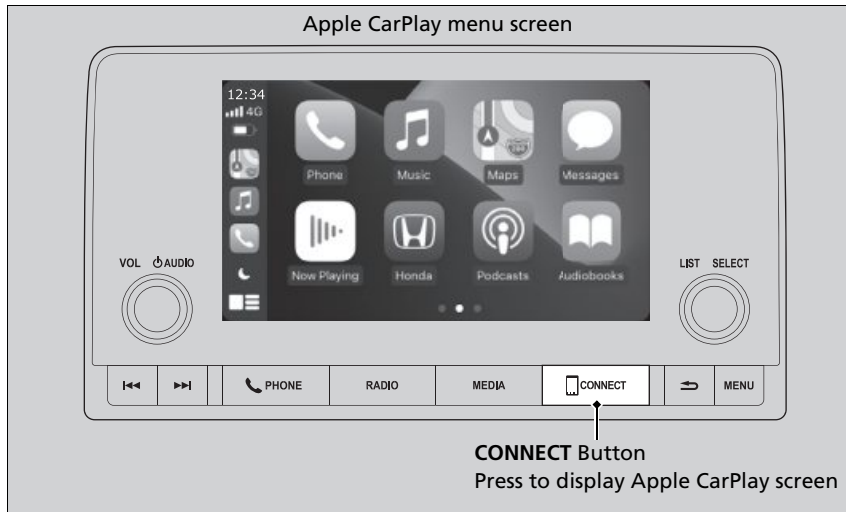 Apple CarPlay menu screen
12:34
4G
Phone
Music
Maps
Messages
Now Playing
Honda
Podcasts
Audiobooks
VOL
AUDIO
LIST
SELECT
PHONE
RADIO
MEDIA
CONNECT
MENU
CONNECT Button
Press to display Apple CarPlay screen